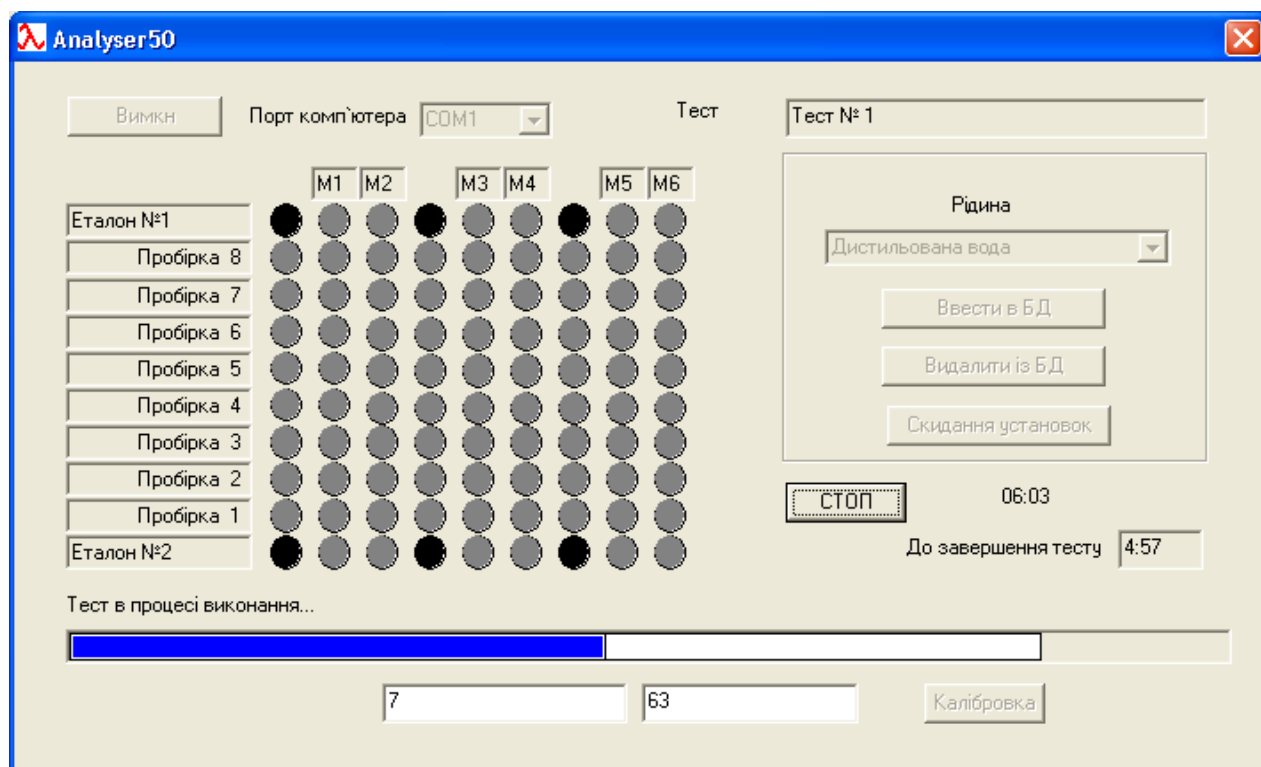 Analyser50
Вимкн Порт комп`ютера COM1 Тест Тест № 1
M1 M2 M3 M4 M5 M6
Еталон №1
Пробірка 8
Пробірка 7
Пробірка 6
Пробірка 5
Пробірка 4
Пробірка 3
Пробірка 2
Пробірка 1
Еталон №2
Рідина
Дистильована вода
Ввести в БД
Видалити із БД
Скидання установок
СТОП 06:03
До завершення тесту 4:57
Тест в процесі виконання...
7 63 Калібровка